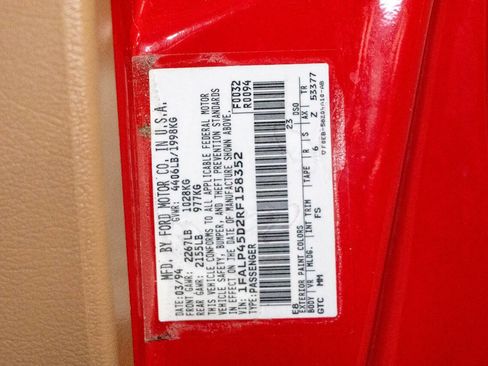 MFD. BY FORD MOTOR CO. IN U.S.A.
DATE: 03/94 GVWR: 4406LB/1998KG
FRONT GAWR: 2267LB 1028KG
REAR GAWR: 2155LB 977KG
THIS VEHICLE CONFORMS TO ALL APPLICABLE FEDERAL MOTOR
VEHICLE SAFETY, BUMPER, AND THEFT PREVENTION STANDARDS
IN EFFECT ON THE DATE OF MANUFACTURE SHOWN ABOVE.
VIN: 1FALP45D2RF158352
TYPE: PASSENGER
F0032
R0094
E8 23
EXTERIOR PAINT COLORS DSO
BODY VR MLDG. INT TRIM TAPE R S AX TR
GTC MM FS 6 Z 53377